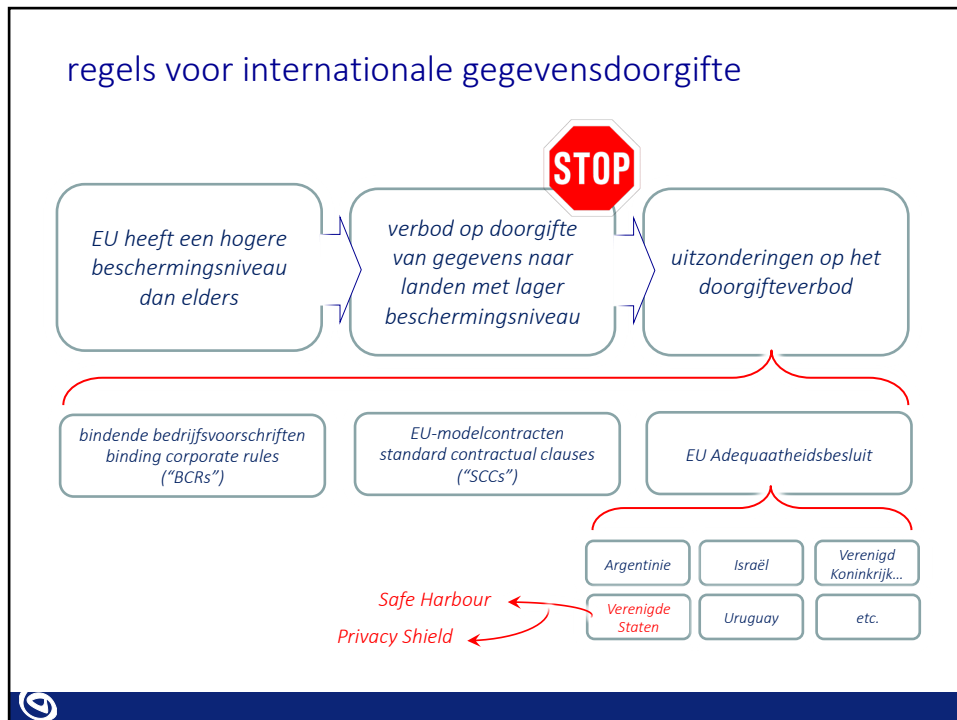 regels voor internationale gegevensdoorgifte
STOP
EU heeft een hogere
beschermingsniveau
dan elders
verbod op doorgifte
van gegevens naar
landen met lager
beschermingsniveau
uitzonderingen op het
doorgifteverbod
bindende bedrijfsvoorschriften
binding corporate rules
(“BCRs”)
EU-modelcontracten
standard contractual clauses
(“SCCs”)
EU Adequaatheidsbesluit
Argentinie
Israël
Verenigd
Koninkrijk…
Safe Harbour
Privacy Shield
Verenigde
Staten
Uruguay
etc.